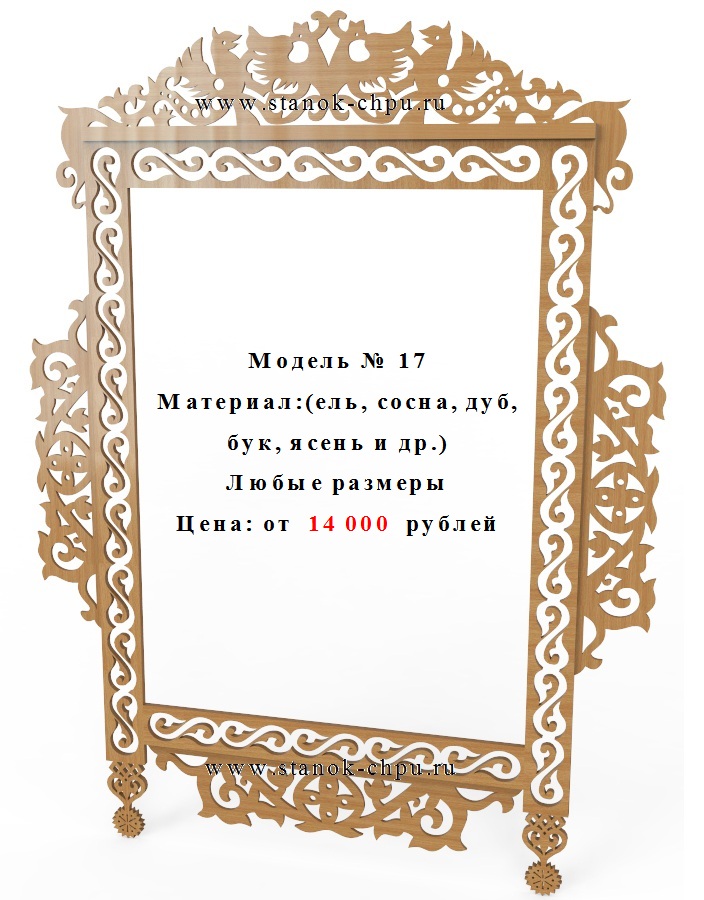 www.stanok-chpu.ru
Модель № 17
Материал:(ель, сосна, дуб,
бук, ясень и др.)
Любые размеры
Цена: от 14 000 рублей
www.stanok-chpu.ru